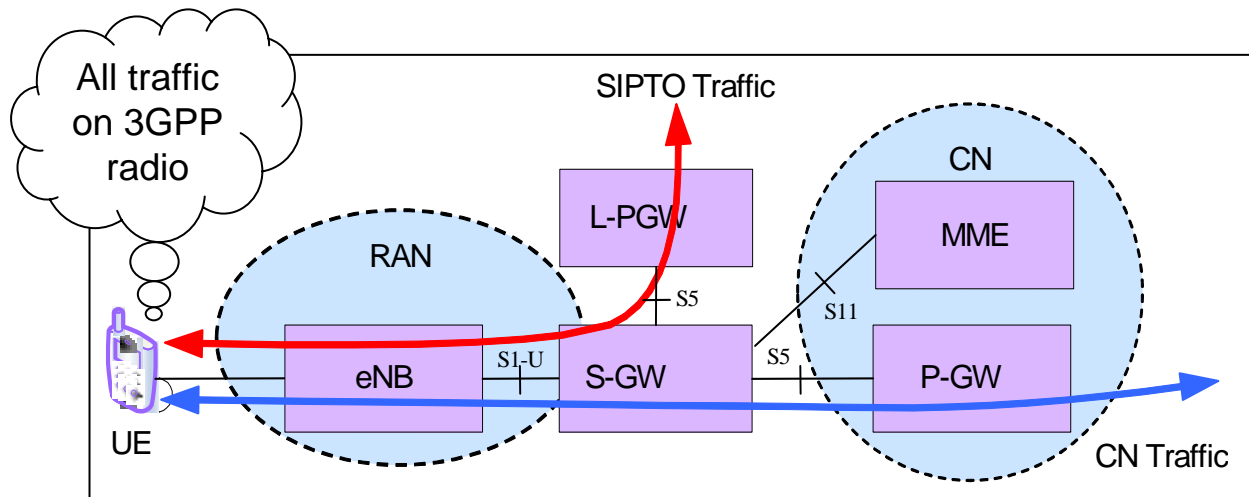 All traffic
on 3GPP
radio
SIPTO Traffic
CN
L-PGW
MME
RAN
S5
S11
S1-U
S5
eNB
S-GW
P-GW
UE
CN Traffic